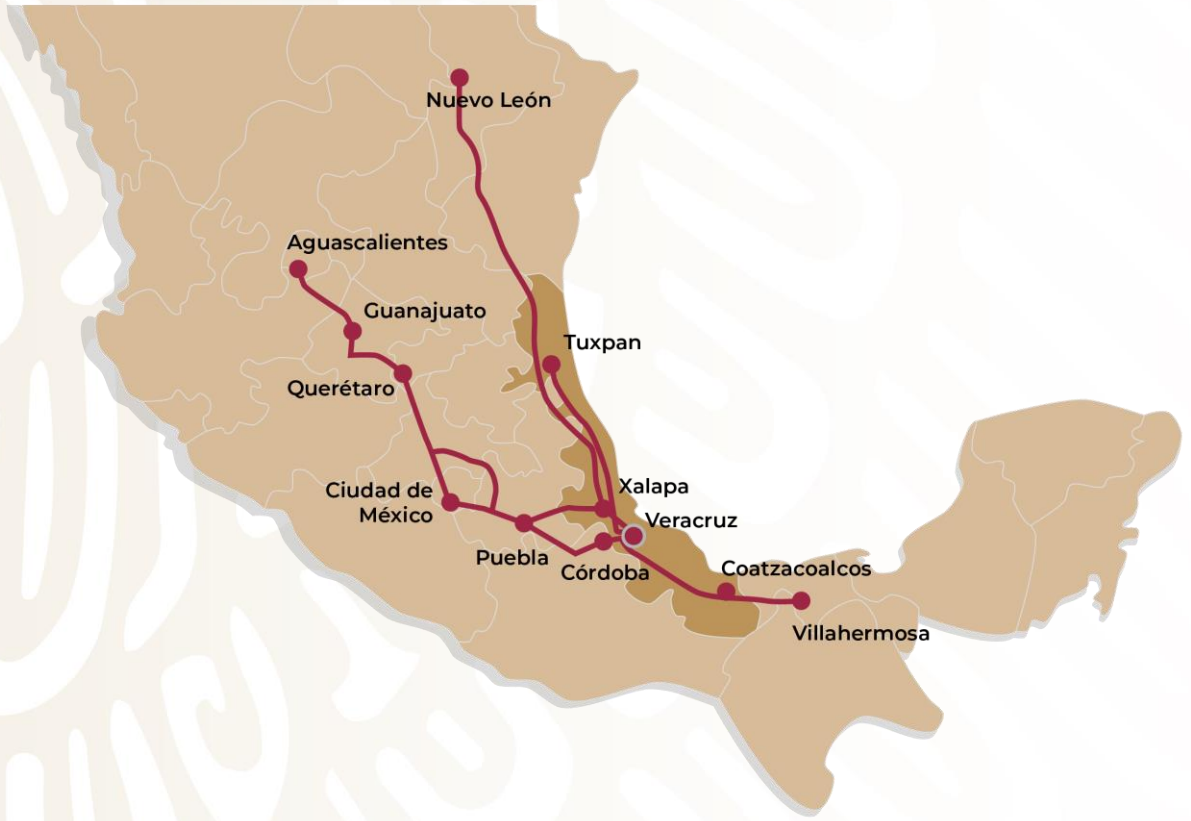 Nuevo León
Aguascalientes
Guanajuato
Tuxpan
Querétaro
Ciudad de
México
Xalapa
Veracruz
Puebla
Córdoba
Coatzacoalcos
Villahermosa